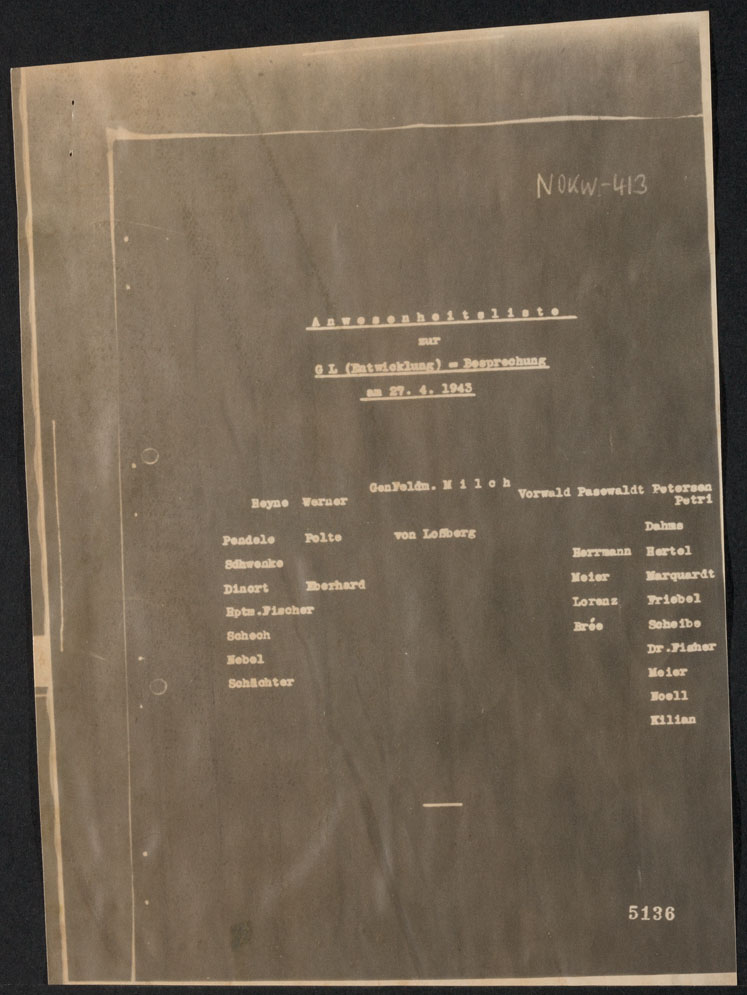 NOKW-413
Anwesenheitsliste
zur
G L (Entwicklung) = Besprechung
am 27. 4. 1943
Heyne Werner GenFeldm. Milch Vorwald Pasewaldt Petersen
Petri
Dahms
Pendele Polte von Loßberg
Herrmann Hertel
Schwenke
Dinort Eberhard Meier Marquardt
Hptm.Fischer Lorenz Friebel
Schech Brée Scheibe
Nebel Dr.Fisher
Schächter Meier
Noell
Kilian
5136